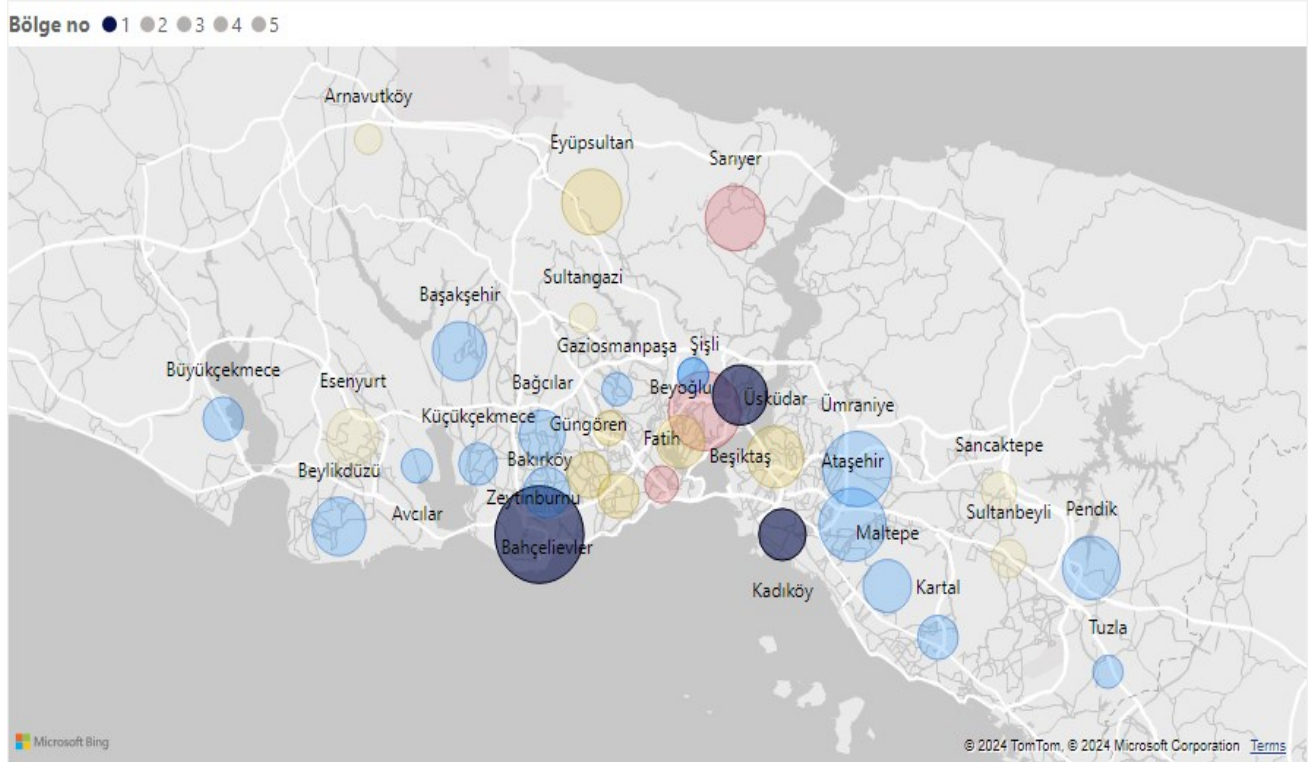 Bölge no 1 2 3 4 5
Arnavutköy
Eyüpsultan
Sarıyer
Sultangazi
Başakşehir
Gaziosmanpaşa
Şişli
Büyükçekmece
Esenyurt
Bağcılar
Beyoğlu
Üsküdar
Ümraniye
Küçükçekmece
Güngören
Fatih
Sancaktepe
Beylikdüzü
Bakırköy
Beşiktaş
Ataşehir
Zeytinburnu
Avcılar
Sultanbeyli
Pendik
Maltepe
Bahçelievler
Kadıköy
Kartal
Tuzla
Microsoft Bing
© 2024 TomTom, © 2024 Microsoft Corporation Terms